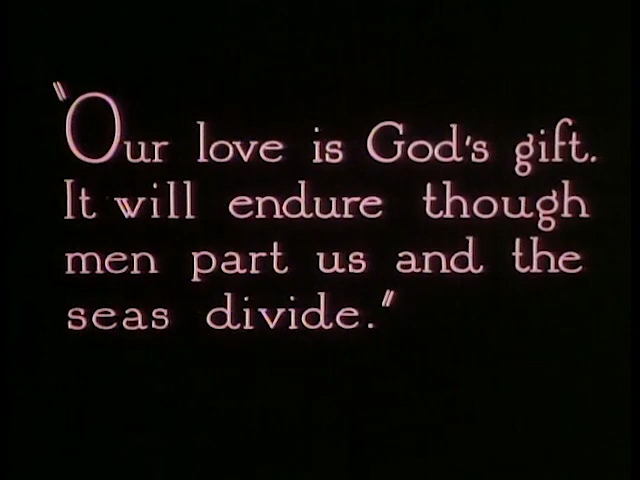 "Our love is God's gift.
It will endure though
men part us and the
seas divide."